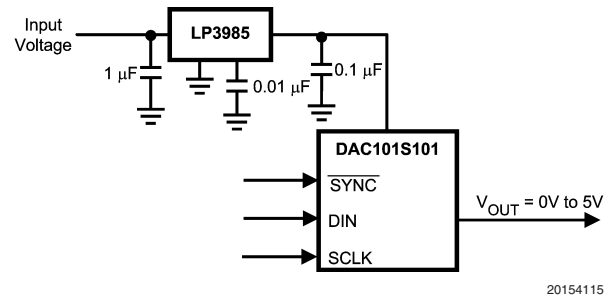 Input
Voltage
LP3985
1 µF
0.01 µF
0.1 µF
DAC101S101
SYNC
DIN
SCLK
VOUT = 0V to 5V
20154115